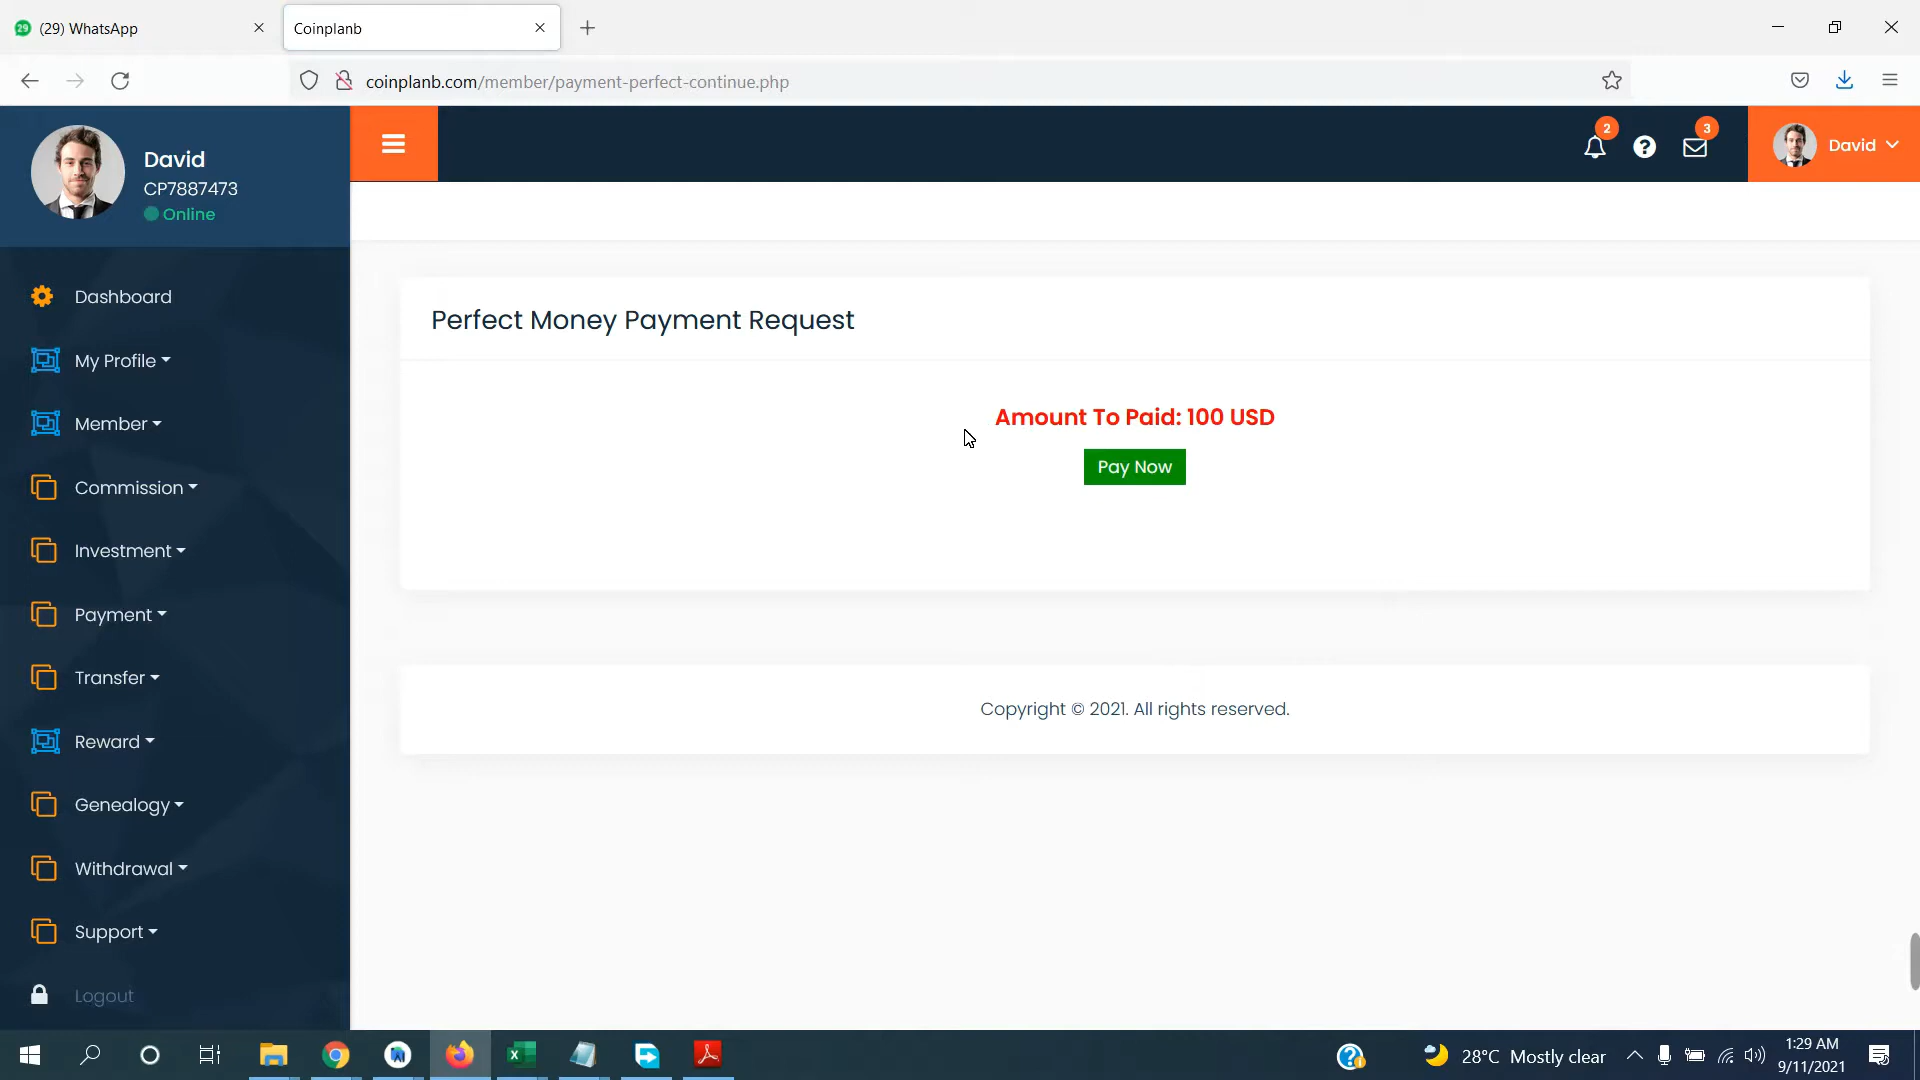 29
(29) WhatsApp
Coinplanb
coinplanb.com/member/payment-perfect-continue.php
David
CP7887473
Online
2
3
David
Dashboard
My Profile
Member
Commission
Investment
Payment
Transfer
Reward
Genealogy
Withdrawal
Support
Logout
Perfect Money Payment Request
Amount To Paid: 100 USD
Pay Now
Copyright © 2021. All rights reserved.
28°C Mostly clear
1:29 AM
9/11/2021